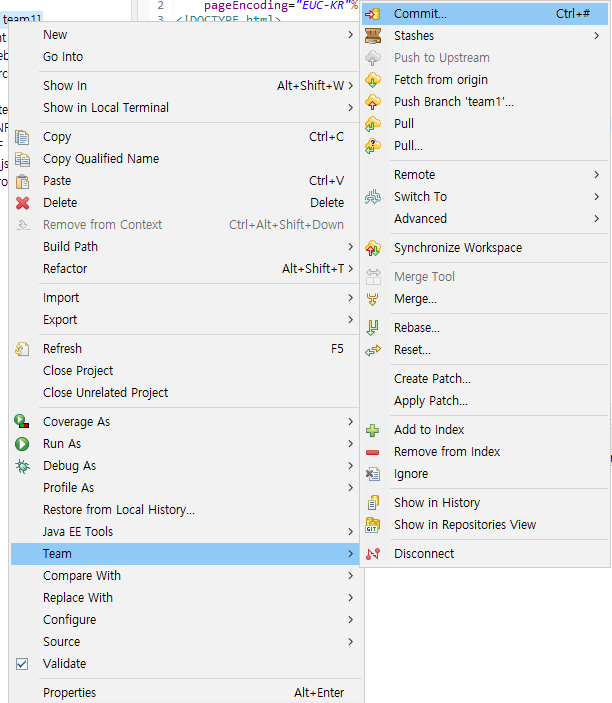 team1]
2 pageEncoding="EUC-KR"%
3 <!DOCTYPE html>
New
Go Into
Show In Alt+Shift+W
Show in Local Terminal
Copy Ctrl+C
Copy Qualified Name
Paste Ctrl+V
Delete Delete
Remove from Context Ctrl+Alt+Shift+Down
Build Path
Refactor Alt+Shift+T
Import
Export
Refresh F5
Close Project
Close Unrelated Project
Coverage As
Run As
Debug As
Profile As
Restore from Local History...
Java EE Tools
Team
Compare With
Replace With
Configure
Source
Validate
Properties Alt+Enter
Commit... Ctrl+#
Stashes
Push to Upstream
Fetch from origin
Push Branch 'team1'...
Pull
Pull...
Remote
Switch To
Advanced
Synchronize Workspace
Merge Tool
Merge...
Rebase...
Reset...
Create Patch...
Apply Patch...
Add to Index
Remove from Index
Ignore
Show in History
GIT Show in Repositories View
Disconnect